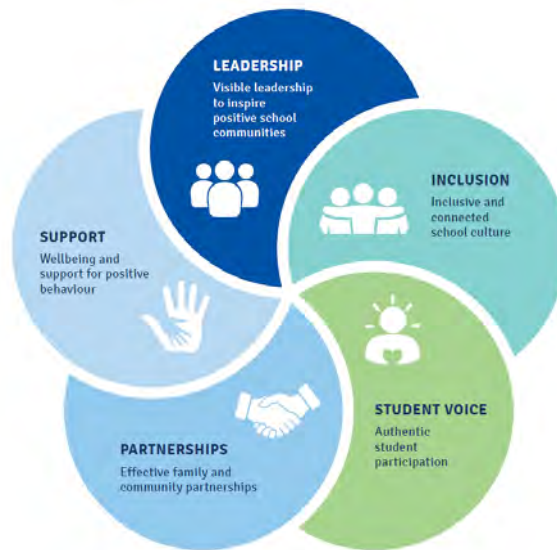 LEADERSHIP
Visible leadership
to inspire
positive school
communities
INCLUSION
Inclusive and
connected
school culture
STUDENT VOICE
Authentic
student
participation
PARTNERSHIPS
Effective family and
community partnerships
SUPPORT
Wellbeing and
support for positive
behaviour